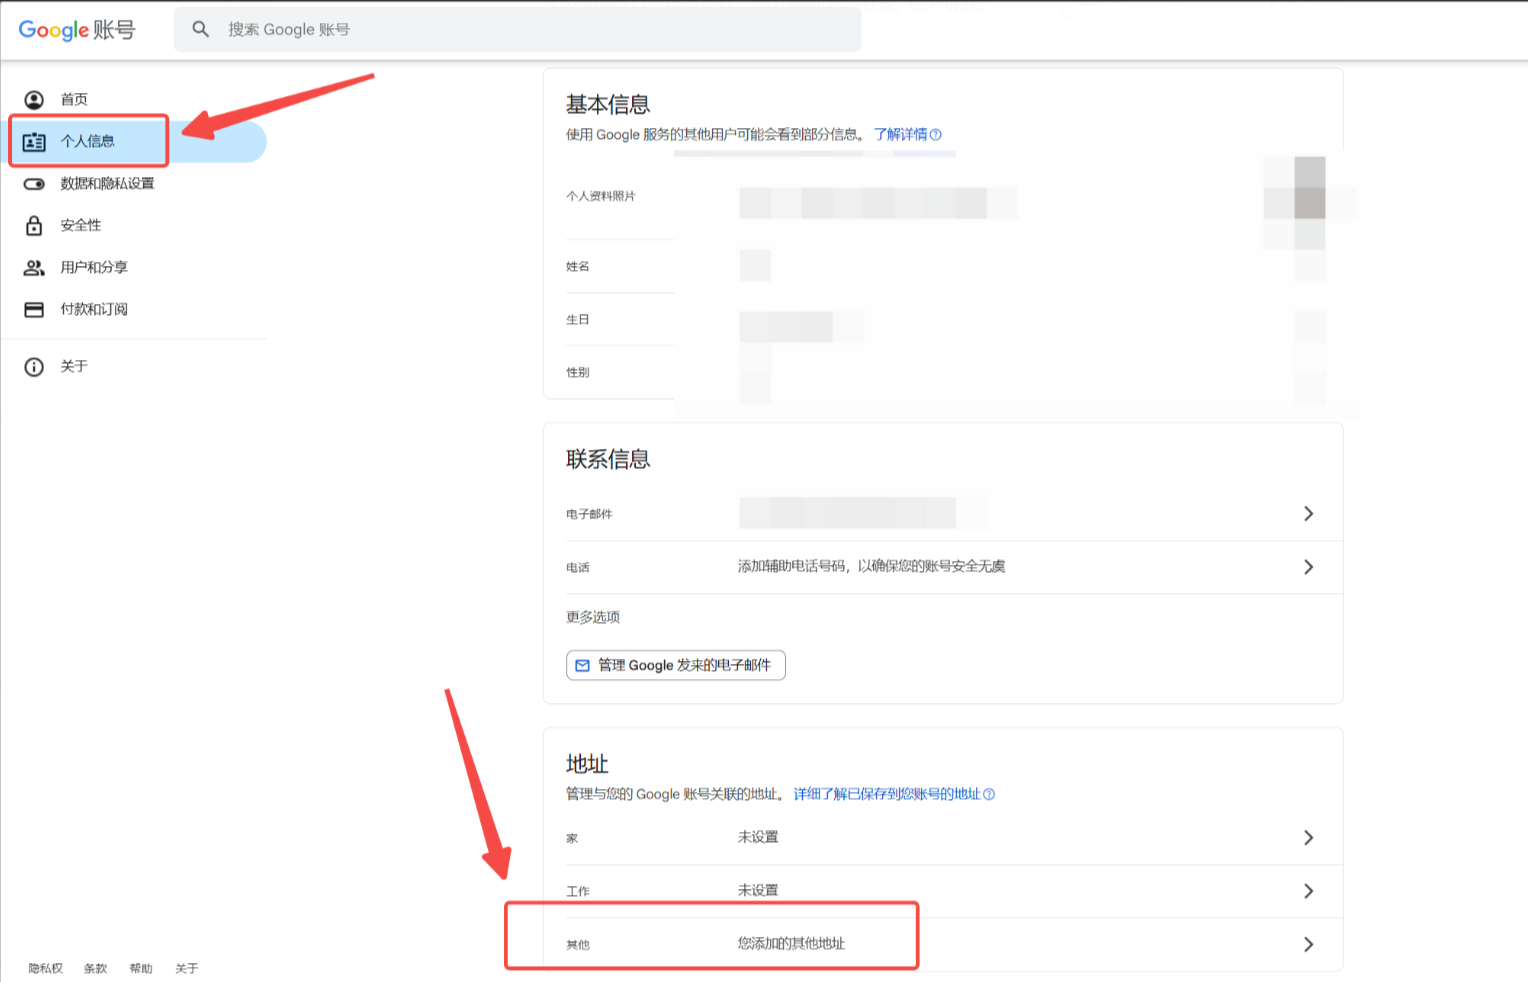 Google 账号
搜索 Google 账号
首页
个人信息
数据和隐私设置
安全性
用户和分享
付款和订阅
关于
基本信息
使用 Google 服务的其他用户可能会看到部分信息。 了解详情
个人资料照片
姓名
生日
性别
联系信息
电子邮件
电话 添加辅助电话号码，以确保您的账号安全无虞
更多选项
管理 Google 发来的电子邮件
地址
管理与您的 Google 账号关联的地址。 详细了解已保存到您账号的地址
家 未设置
工作 未设置
其他 您添加的其他地址
隐私权 条款 帮助 关于